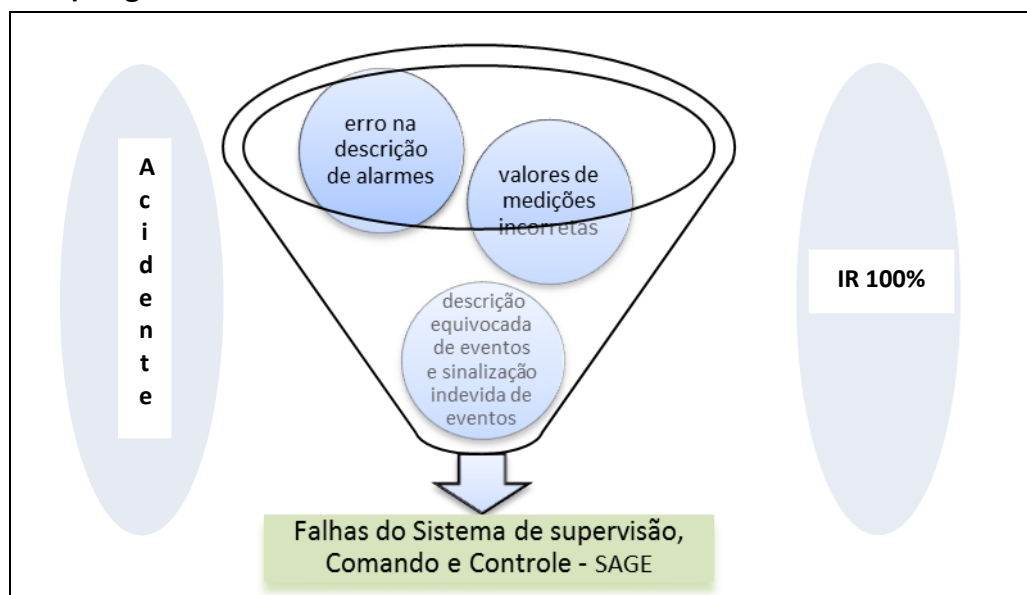 A
c
i
d
e
n
t
e
erro na
descrição
de alarmes
valores de
medições
incorretas
descrição
equivocada
de eventos
e sinalização
indevida de
eventos
IR 100%
Falhas do Sistema de supervisão,
Comando e Controle - SAGE